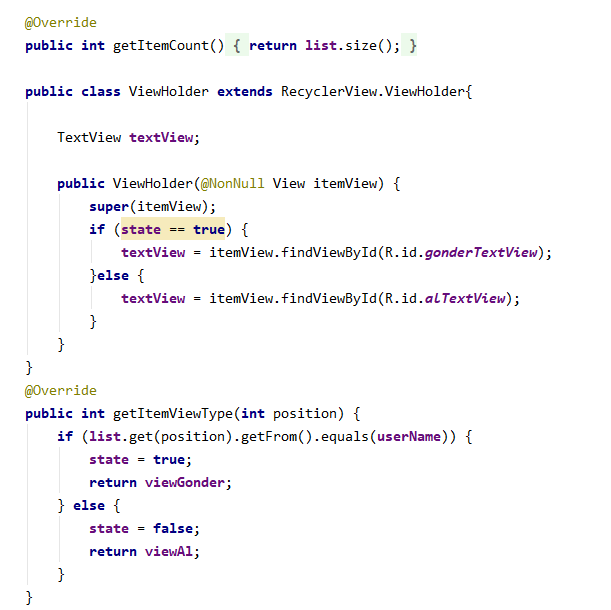 @Override
public int getItemCount() { return list.size(); }
public class ViewHolder extends RecyclerView.ViewHolder{
TextView textView;
public ViewHolder(@NonNull View itemView) {
super(itemView);
if (state == true) {
textView = itemView.findViewById(R.id.gonderTextView);
}else {
textView = itemView.findViewById(R.id.alTextView);
}
}
}
@Override
public int getItemViewType(int position) {
if (list.get(position).getFrom().equals(userName)) {
state = true;
return viewGonder;
} else {
state = false;
return viewAl;
}
}